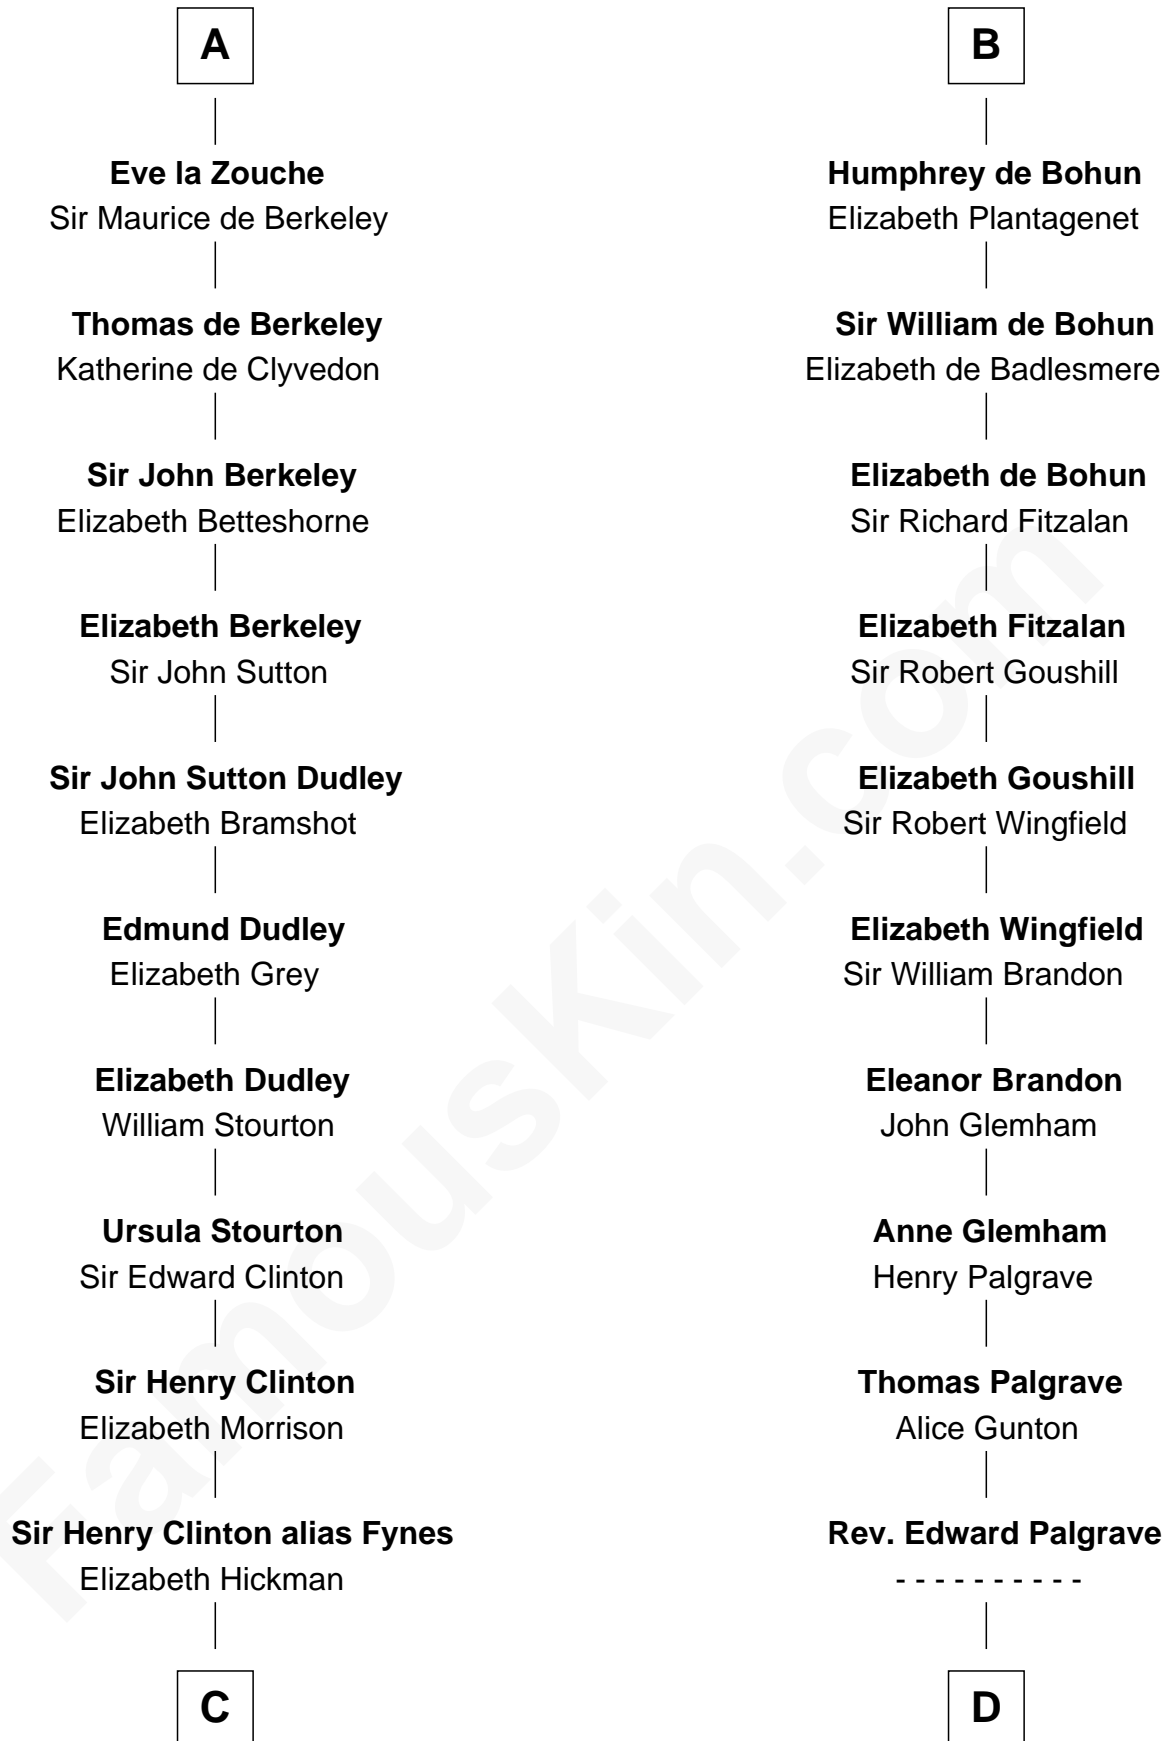 A
Eve la Zouche
Sir Maurice de Berkeley
Thomas de Berkeley
Katherine de Clyvedon
Sir John Berkeley
Elizabeth Betteshorne
Elizabeth Berkeley
Sir John Sutton
Sir John Sutton Dudley
Elizabeth Bramshot
Edmund Dudley
Elizabeth Grey
Elizabeth Dudley
William Stourton
Ursula Stourton
Sir Edward Clinton
Sir Henry Clinton
Elizabeth Morrison
Sir Henry Clinton alias Fynes
Elizabeth Hickman
C
B
Humphrey de Bohun
Elizabeth Plantagenet
Sir William de Bohun
Elizabeth de Badlesmere
Elizabeth de Bohun
Sir Richard Fitzalan
Elizabeth Fitzalan
Sir Robert Goushill
Elizabeth Goushill
Sir Robert Wingfield
Elizabeth Wingfield
Sir William Brandon
Eleanor Brandon
John Glemham
Anne Glemham
Henry Palgrave
Thomas Palgrave
Alice Gunton
Rev. Edward Palgrave
- - - - - - - - - -
D
FamousKin.com